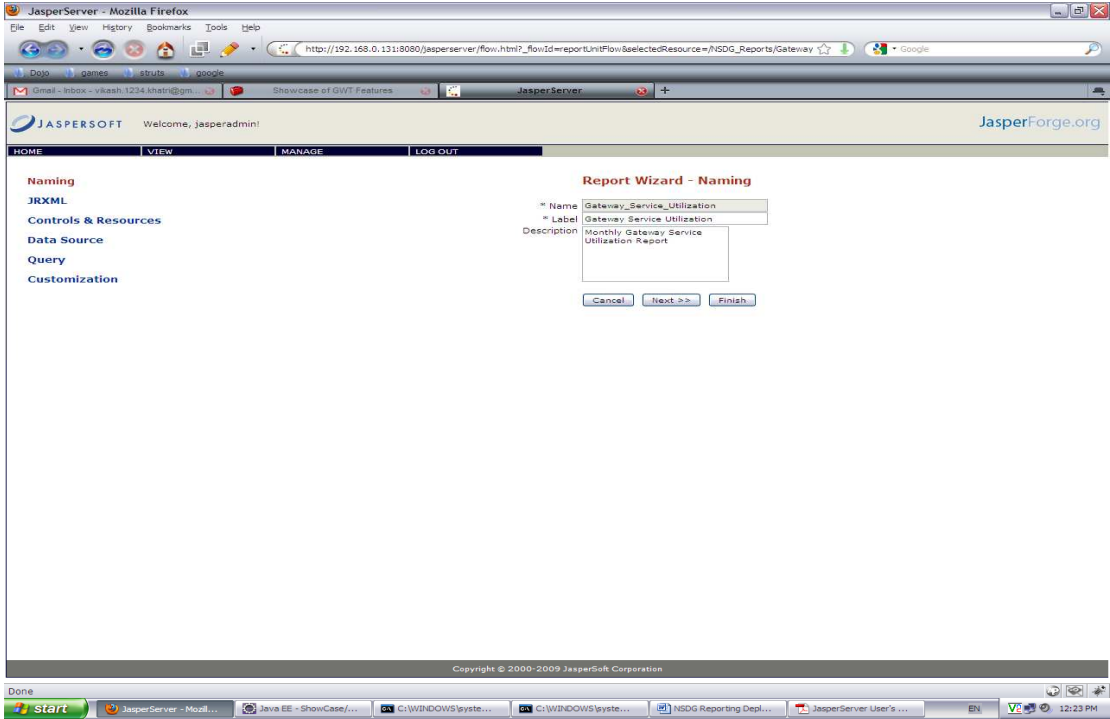 JasperServer - Mozilla Firefox
File Edit View History Bookmarks Tools Help
http://192.168.0.131:8080/jasperserver/flow.html?_flowId=reportUnitFlow&selectedResource=/NSDG_Reports/Gateway
Google
Dojo games struts google
Gmail - Inbox - vikash.1234.khatri@gm... Showcase of GWT Features JasperServer
JASPERSOFT Welcome, jasperadmin! JasperForge.org
HOME VIEW MANAGE LOG OUT
Naming
JRXML
Controls & Resources
Data Source
Query
Customization
Report Wizard - Naming
* Name Gateway_Service_Utilization
* Label Gateway Service Utilization
Description Monthly Gateway Service
Utilization Report
Cancel Next >> Finish
Copyright © 2000-2009 JasperSoft Corporation
Done
start JasperServer - Mozil... Java EE - ShowCase/... C:\WINDOWS\syste... C:\WINDOWS\syste... NSDG Reporting Depl... JasperServer User's ... EN 12:23 PM